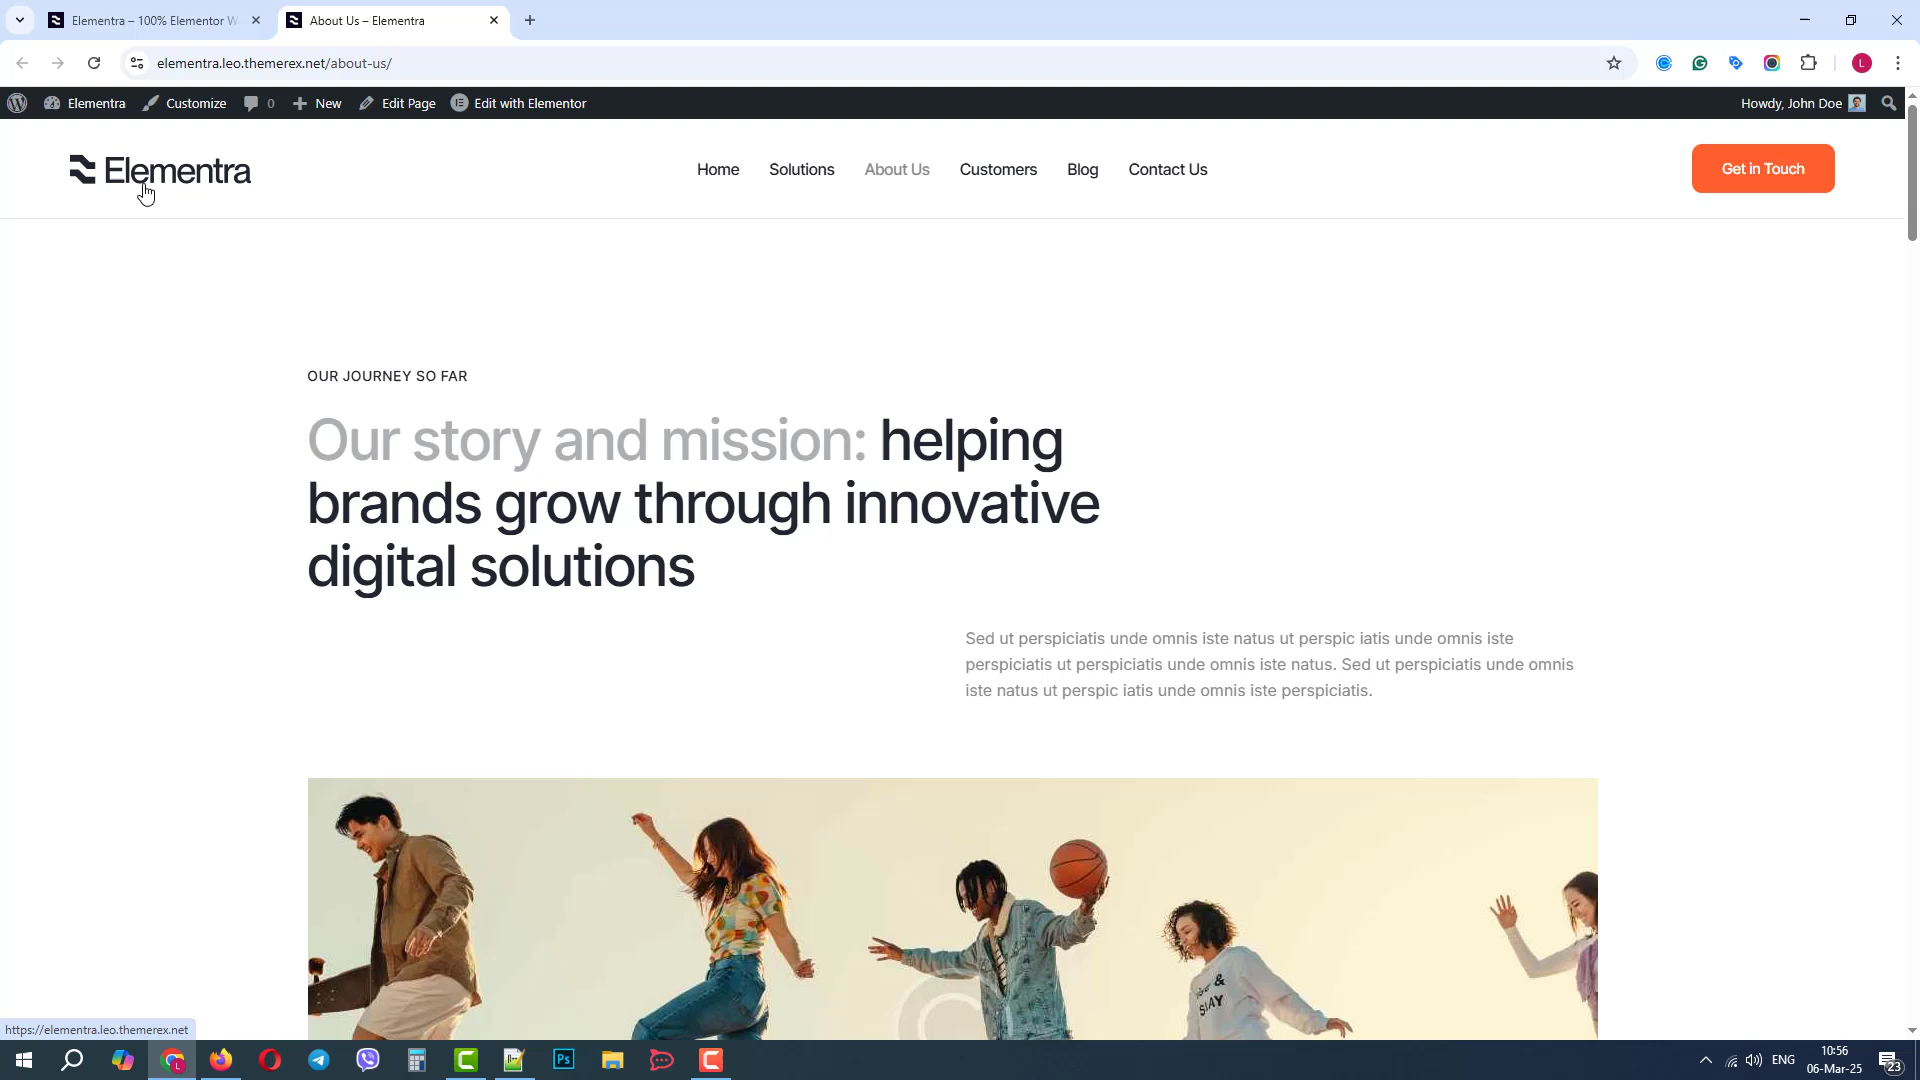 Elementra – 100% Elementor W
About Us – Elementra
elementra.leo.themerex.net/about-us/
L
Elementra
Customize
0
New
Edit Page
Edit with Elementor
Howdy, John Doe
Elementra
Home
Solutions
About Us
Customers
Blog
Contact Us
Get in Touch
OUR JOURNEY SO FAR
Our story and mission: helping
brands grow through innovative
digital solutions
Sed ut perspiciatis unde omnis iste natus ut perspic iatis unde omnis iste
perspiciatis ut perspiciatis unde omnis iste natus. Sed ut perspiciatis unde omnis
iste natus ut perspic iatis unde omnis iste perspiciatis.
&
STAY
https://elementra.leo.themerex.net
L
Ps
ENG
10:56
06-Mar-25
23